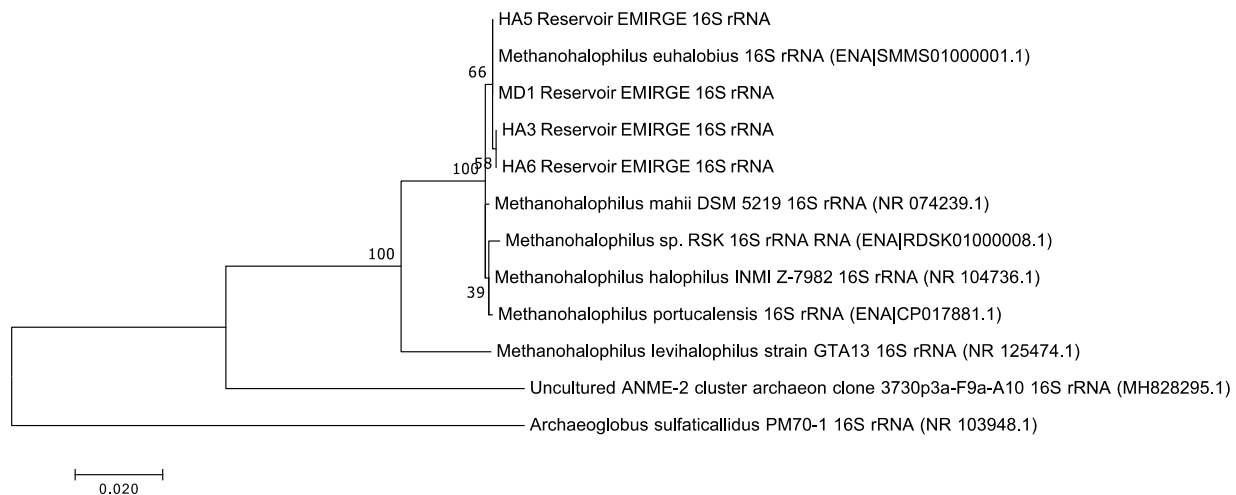 HA5 Reservoir EMIRGE 16S rRNA
Methanohalophilus euhalobius 16S rRNA (ENA|SMMS01000001.1)
66
MD1 Reservoir EMIRGE 16S rRNA
HA3 Reservoir EMIRGE 16S rRNA
100
58
HA6 Reservoir EMIRGE 16S rRNA
Methanohalophilus mahii DSM 5219 16S rRNA (NR 074239.1)
Methanohalophilus sp. RSK 16S rRNA RNA (ENA|RDSK01000008.1)
100
Methanohalophilus halophilus INMI Z-7982 16S rRNA (NR 104736.1)
39
Methanohalophilus portucalensis 16S rRNA (ENA|CP017881.1)
Methanohalophilus levihalophilus strain GTA13 16S rRNA (NR 125474.1)
Uncultured ANME-2 cluster archaeon clone 3730p3a-F9a-A10 16S rRNA (MH828295.1)
Archaeoglobus sulfaticallidus PM70-1 16S rRNA (NR 103948.1)
0.020